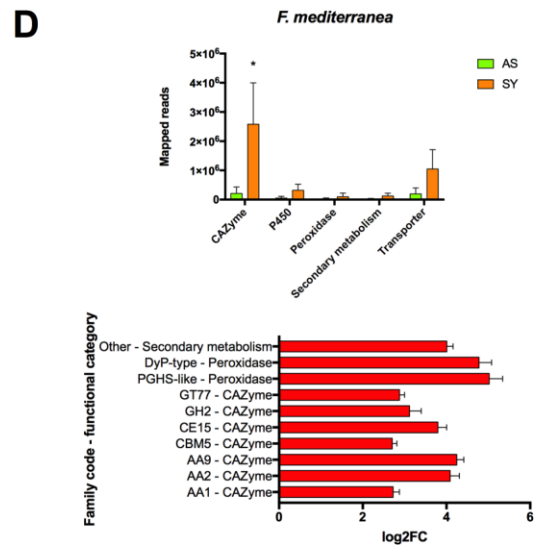 D
F. mediterranea
5×10⁶
4×10⁶
3×10⁶
2×10⁶
1×10⁶
0
Mapped reads
*
AS
SY
CAZyme
P450
Peroxidase
Secondary metabolism
Transporter
Family code - functional category
Other - Secondary metabolism
DyP-type - Peroxidase
PGHS-like - Peroxidase
GT77 - CAZyme
GH2 - CAZyme
CE15 - CAZyme
CBM5 - CAZyme
AA9 - CAZyme
AA2 - CAZyme
AA1 - CAZyme
0 2 4 6
log2FC